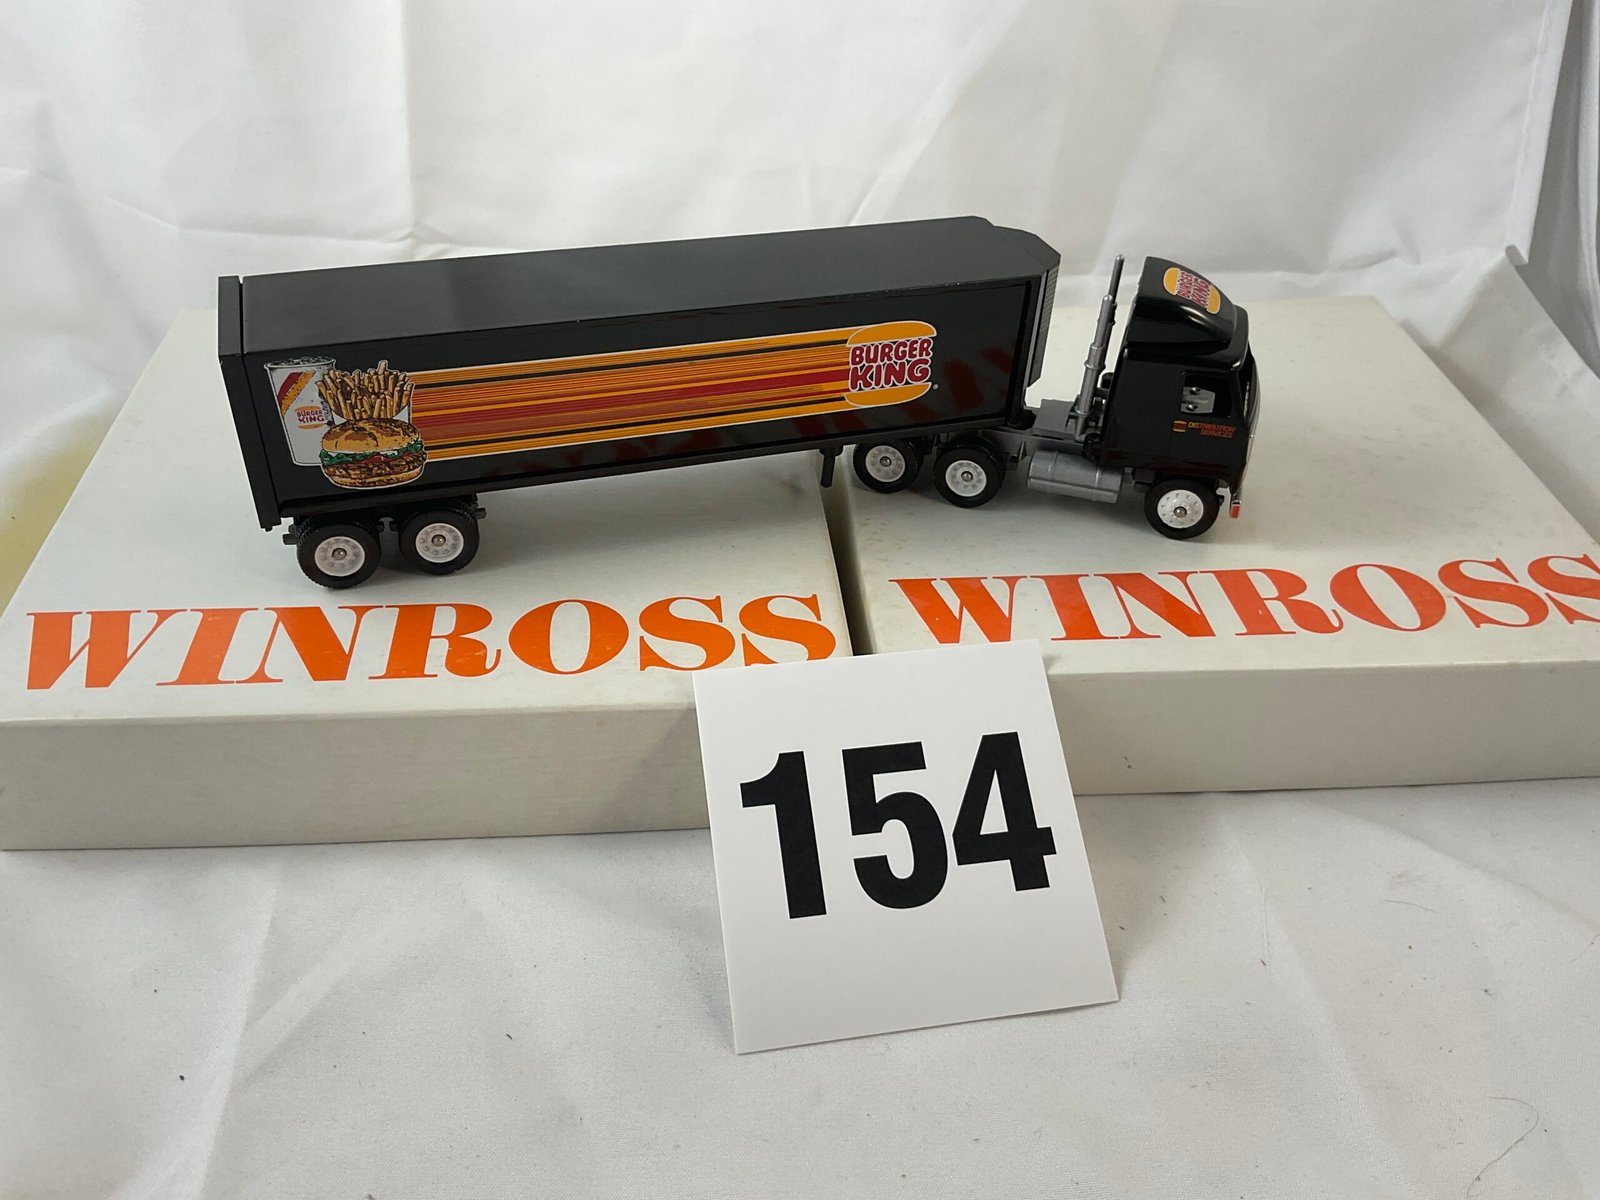 BURGER
KING
BURGER
KING
BURGER
KING
DISTRIBUTION
SERVICES
WINROSS
WINROSS
154